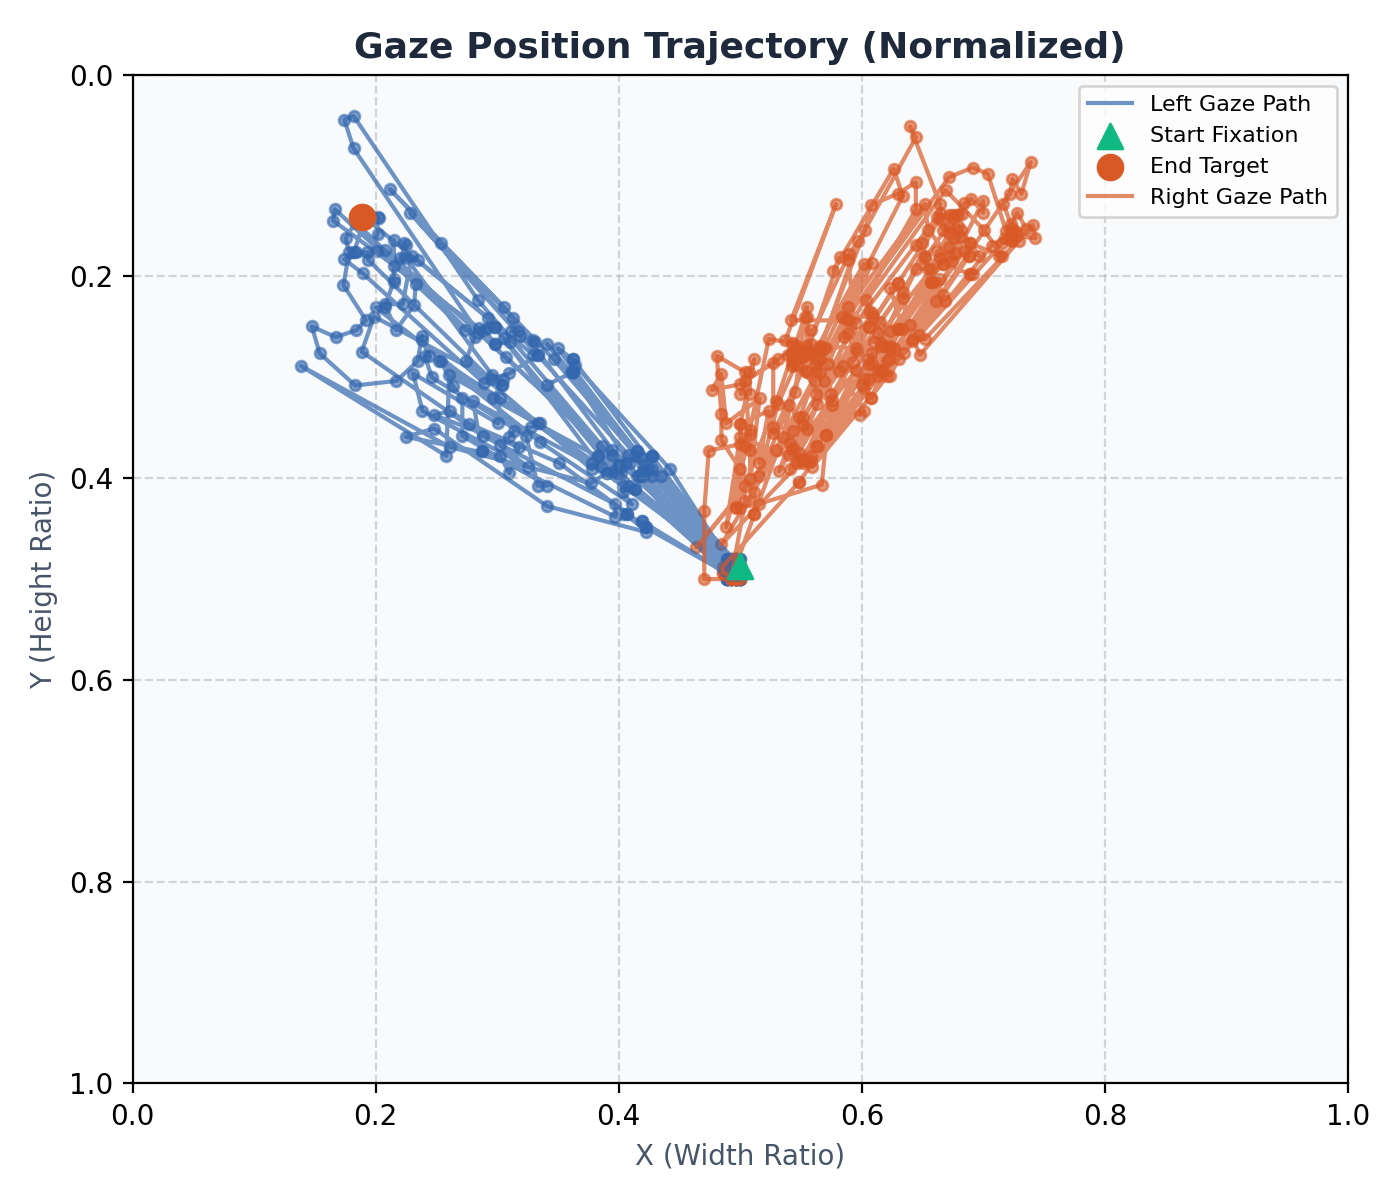 Gaze Position Trajectory (Normalized)
Left Gaze Path
Start Fixation
End Target
Right Gaze Path
Y (Height Ratio)
0.0
0.2
0.4
0.6
0.8
1.0
0.0 0.2 0.4 0.6 0.8 1.0
X (Width Ratio)